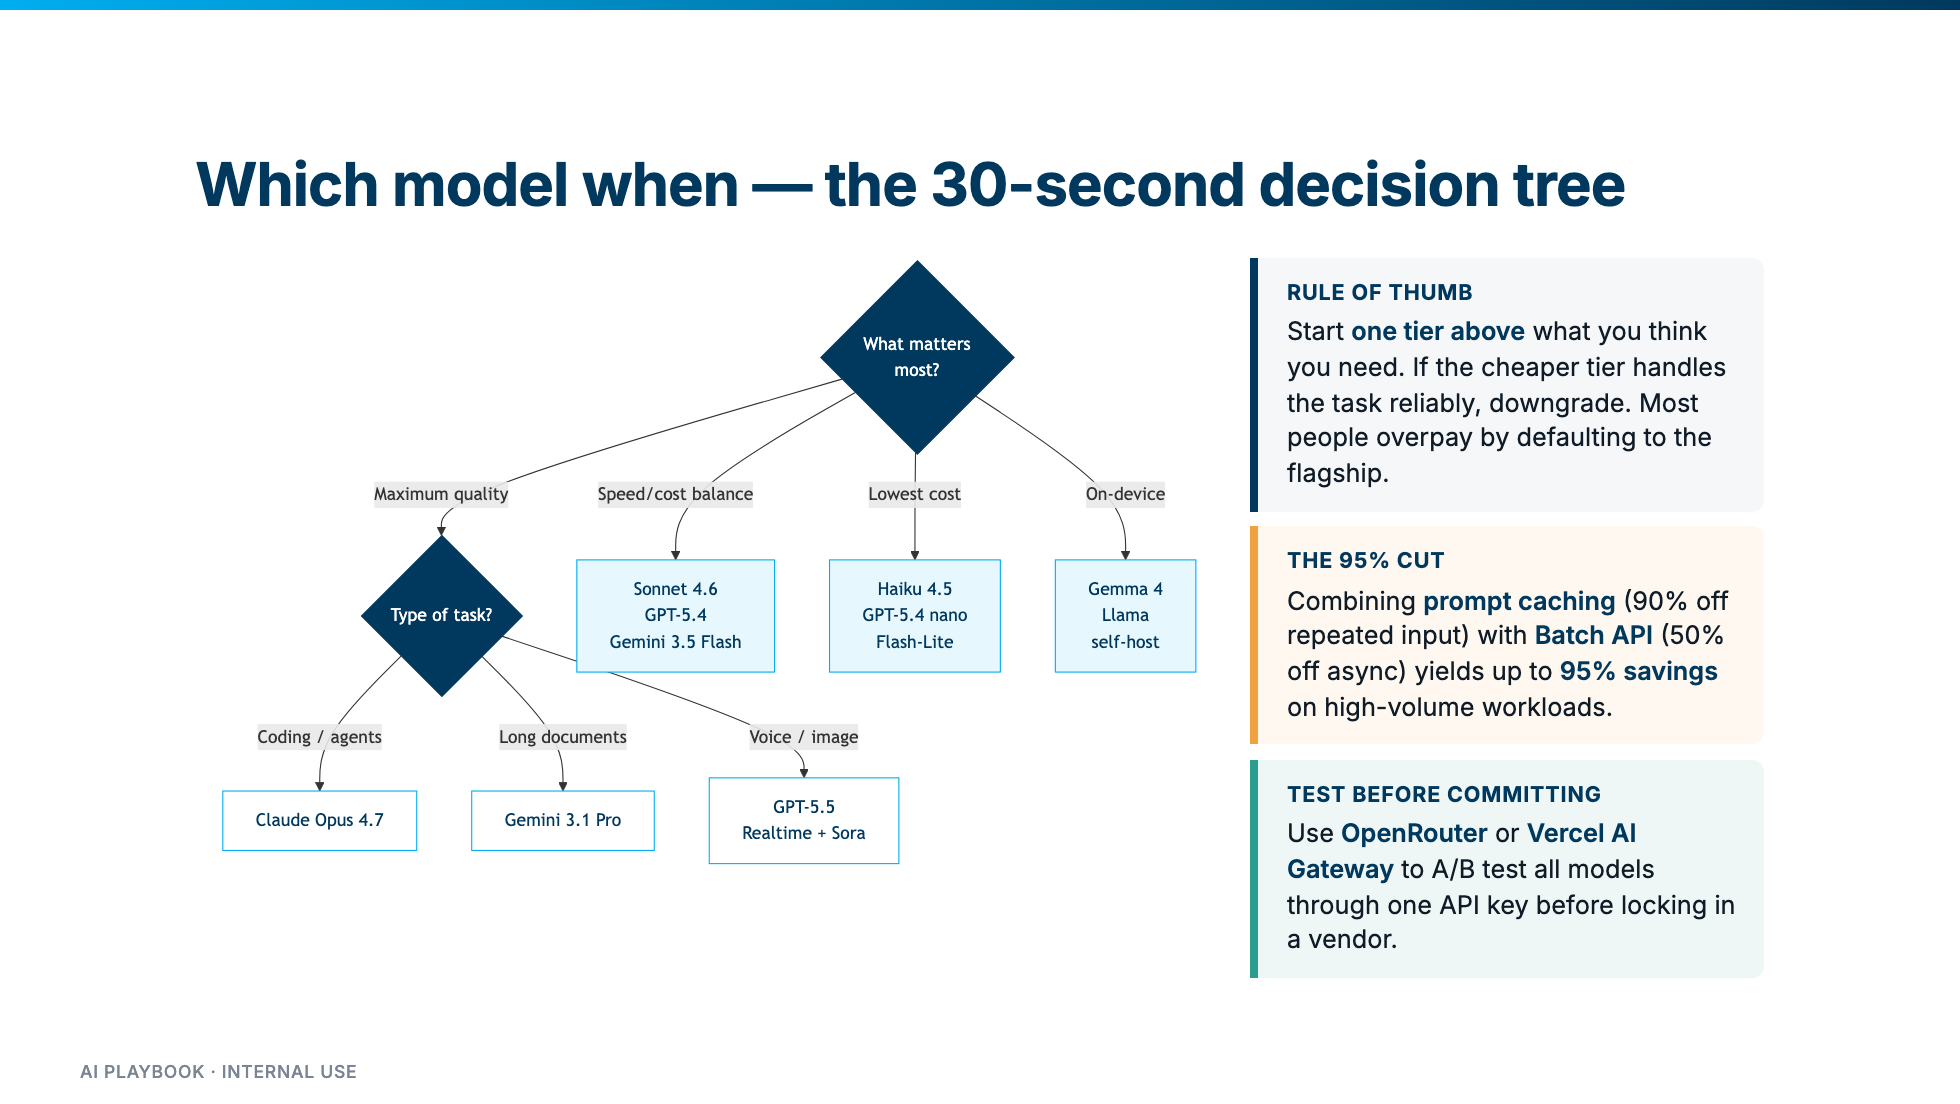 Which model when — the 30-second decision tree
What matters
most?
Maximum quality
Speed/cost balance
Lowest cost
On-device
Type of task?
Sonnet 4.6
GPT-5.4
Gemini 3.5 Flash
Haiku 4.5
GPT-5.4 nano
Flash-Lite
Gemma 4
Llama
self-host
Coding / agents
Long documents
Voice / image
Claude Opus 4.7
Gemini 3.1 Pro
GPT-5.5
Realtime + Sora
RULE OF THUMB
Start one tier above what you think
you need. If the cheaper tier handles
the task reliably, downgrade. Most
people overpay by defaulting to the
flagship.
THE 95% CUT
Combining prompt caching (90% off
repeated input) with Batch API (50%
off async) yields up to 95% savings
on high-volume workloads.
TEST BEFORE COMMITTING
Use OpenRouter or Vercel AI
Gateway to A/B test all models
through one API key before locking in
a vendor.
AI PLAYBOOK · INTERNAL USE